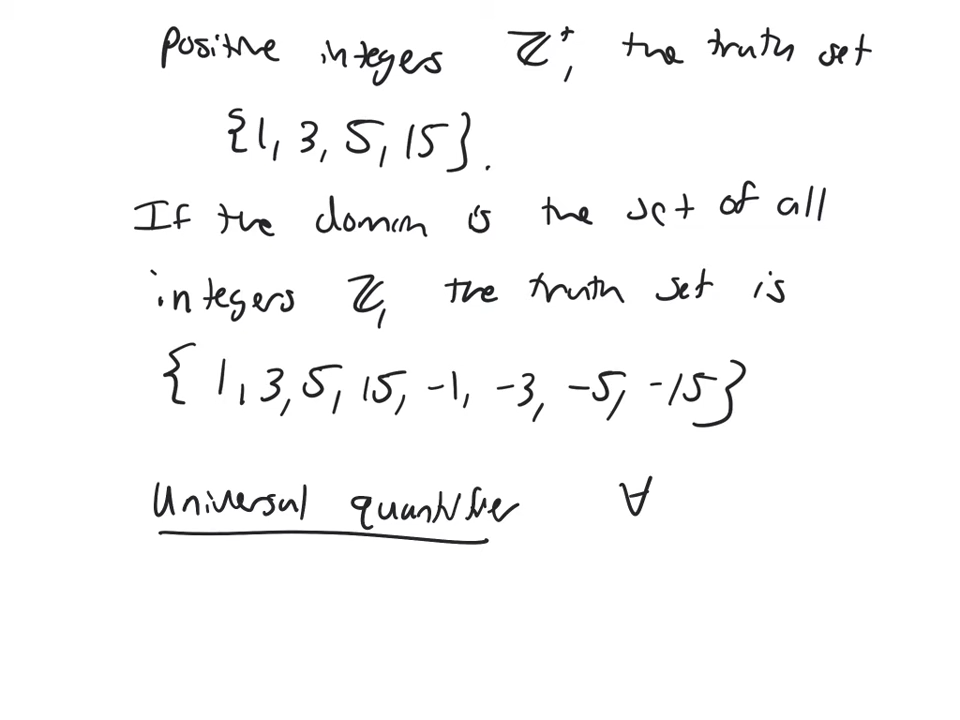 Positive integers ℤ⁺, the truth set
{1, 3, 5, 15}.
If the domain is the set of all
integers ℤ, the truth set is
{1, 3, 5, 15, -1, -3, -5, -15}
Universal quantifier ∀